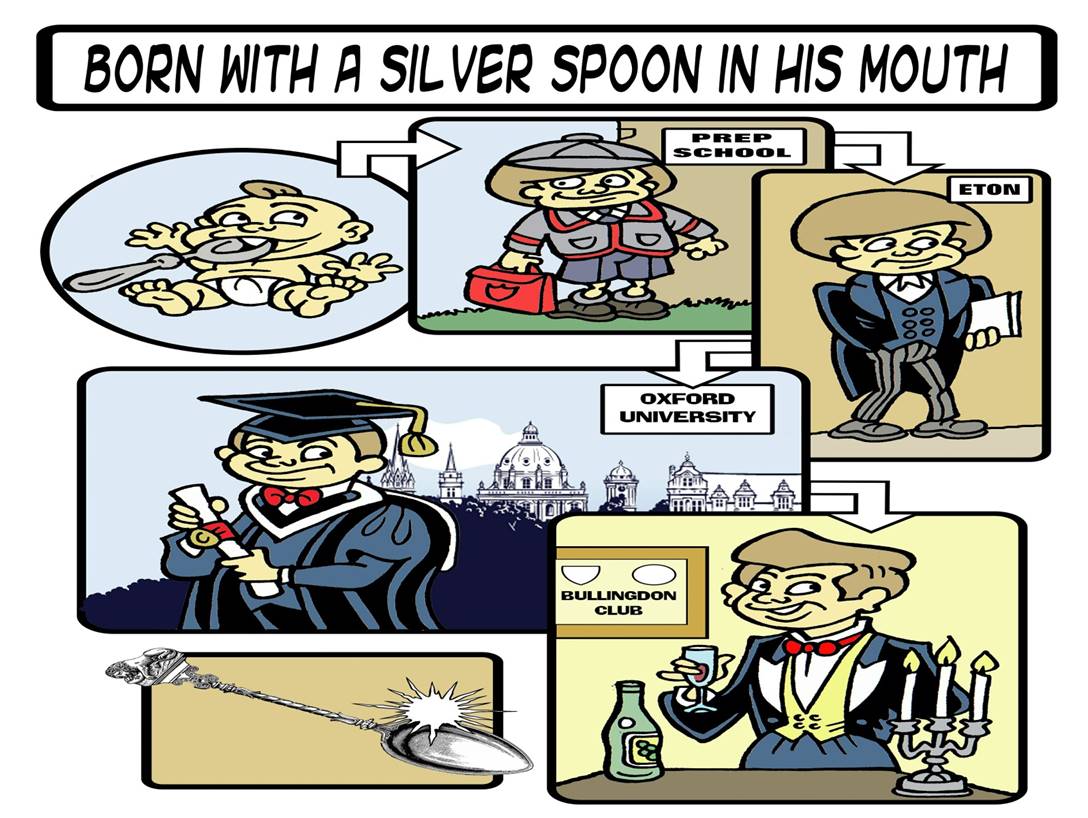 BORN WITH A SILVER SPOON IN HIS MOUTH
PREP
SCHOOL
ETON
OXFORD
UNIVERSITY
BULLINGDON
CLUB